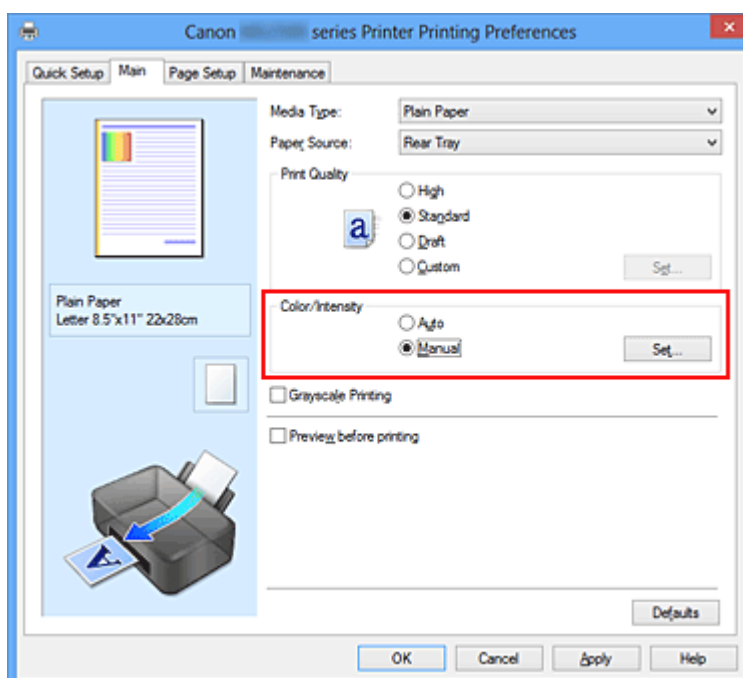 Canon series Printer Printing Preferences
Quick Setup Main Page Setup Maintenance
Media Type: Plain Paper
Paper Source: Rear Tray
Print Quality
High
a Standard
Draft
Custom Set...
Plain Paper
Letter 8.5"x11" 22x28cm
Color/Intensity
Auto
Manual Set...
Grayscale Printing
Preview before printing
A
Defaults
OK Cancel Apply Help